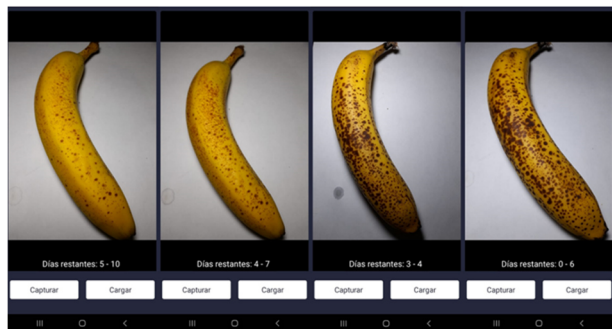 Días restantes: 5 - 10
Días restantes: 4 - 7
Días restantes: 3 - 4
Días restantes: 0 - 6
Capturar
Cargar
Capturar
Cargar
Capturar
Cargar
Capturar
Cargar